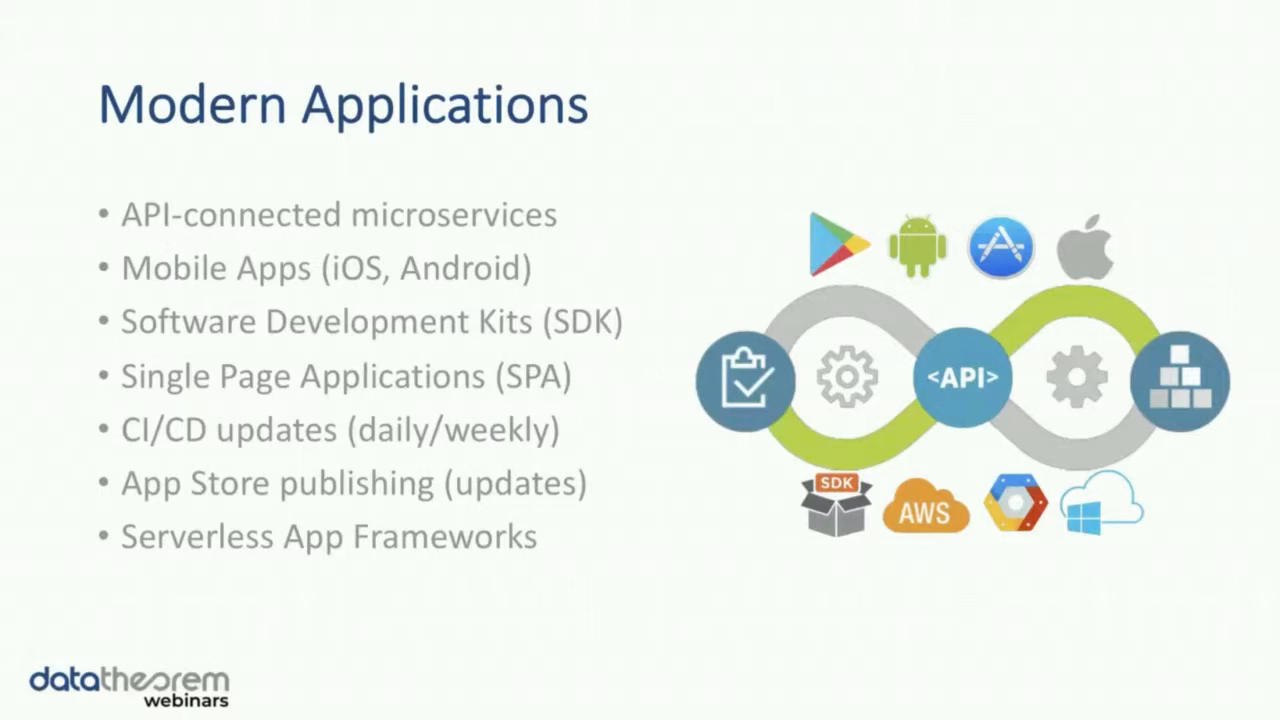 Modern Applications
• API-connected microservices
• Mobile Apps (iOS, Android)
• Software Development Kits (SDK)
• Single Page Applications (SPA)
• CI/CD updates (daily/weekly)
• App Store publishing (updates)
• Serverless App Frameworks
<API>
SDK
AWS
datatheorem
webinars